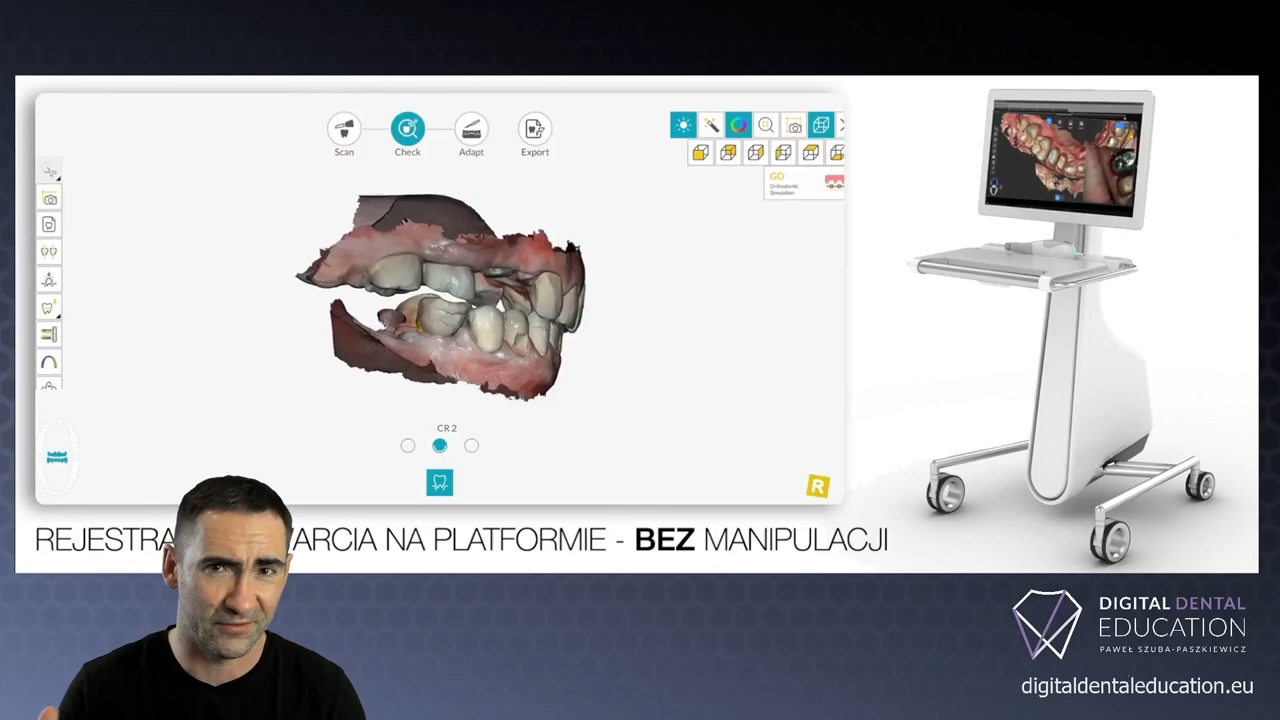 Scan
Check
Adapt
Export
GO
Orthodontic
Simulation
CR 2
R
REJESTRA WARCIA NA PLATFORMIE - BEZ MANIPULACJI
DIGITAL DENTAL
EDUCATION
PAWEŁ SZUBA-PASZKIEWICZ
digitaldentaleducation.eu